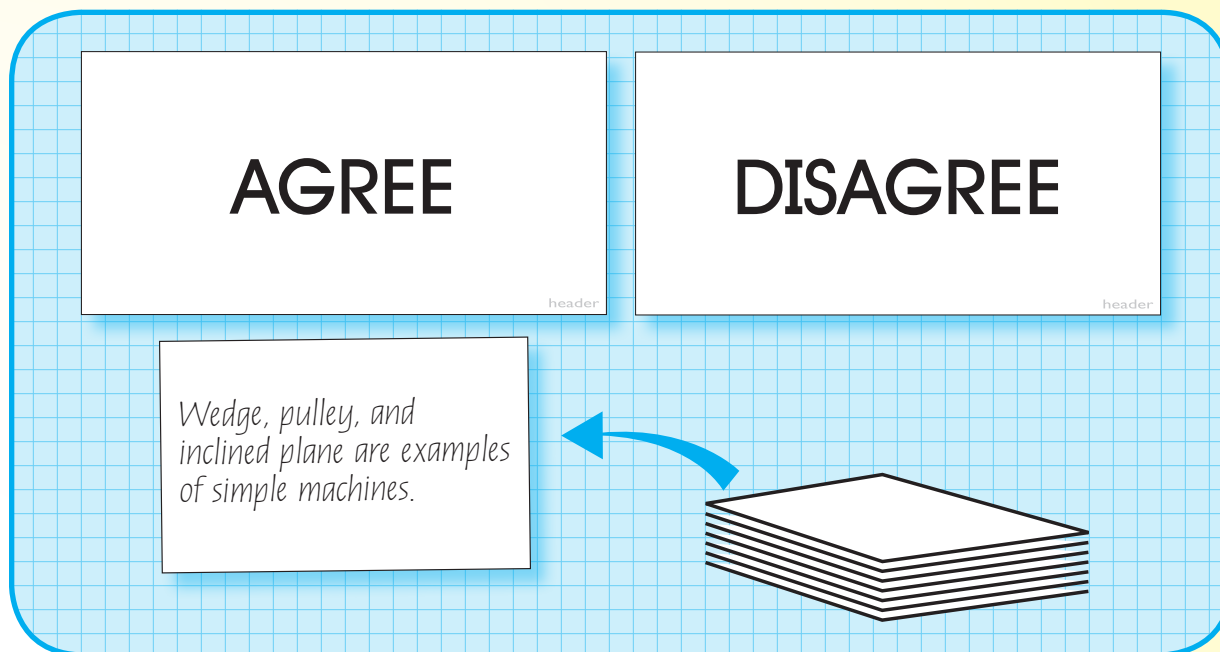 AGREE
header
DISAGREE
header
Wedge, pulley, and
inclined plane are examples
of simple machines.